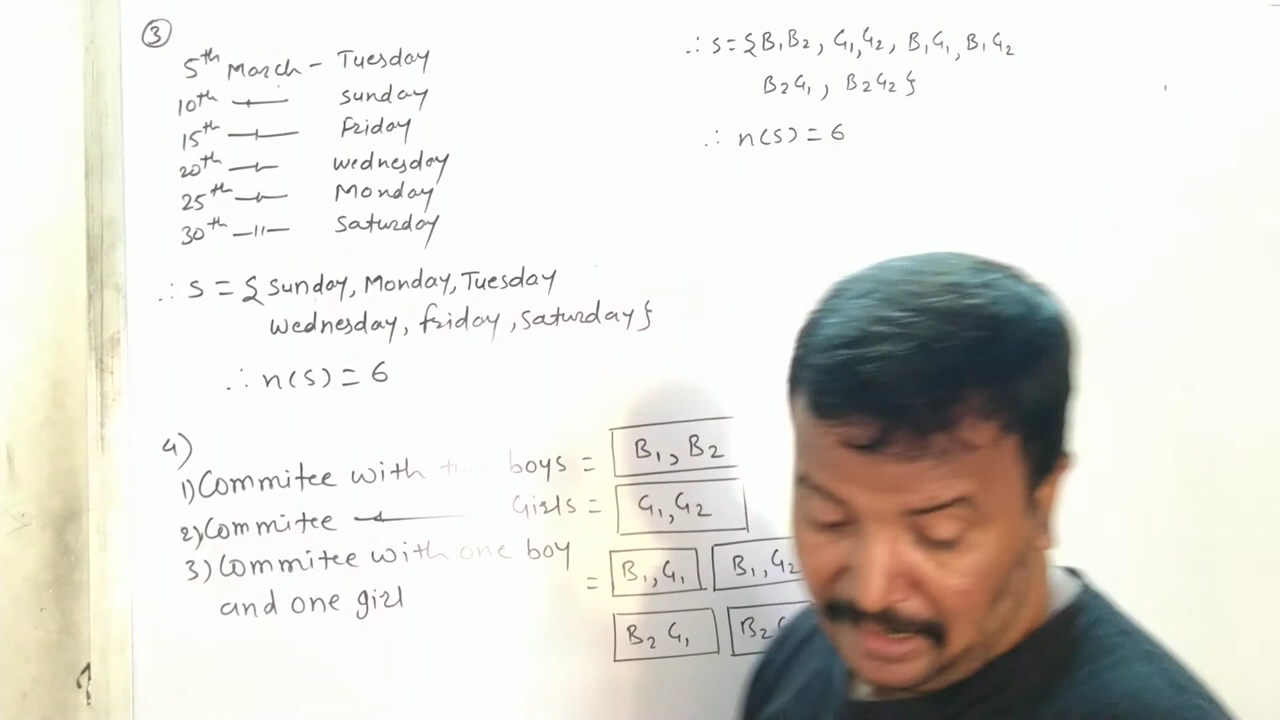 3
5th March - Tuesday
10th —"— Sunday
15th —"— Friday
20th —"— Wednesday
25th —"— Monday
30th —"— Saturday
∴ S = { Sunday, Monday, Tuesday
Wednesday, Friday, Saturday }
∴ n(S) = 6
4)
1) Commitee with boys = B₁, B₂
2) Commitee —"— Girls = G₁, G₂
3) Commitee with one boy
and one girl = B₁, G₁ B₁, G₂
B₂ G₁ B₂
∴ S = { B₁B₂, G₁G₂, B₁G₁, B₁G₂
B₂G₁, B₂G₂ }
∴ n(S) = 6